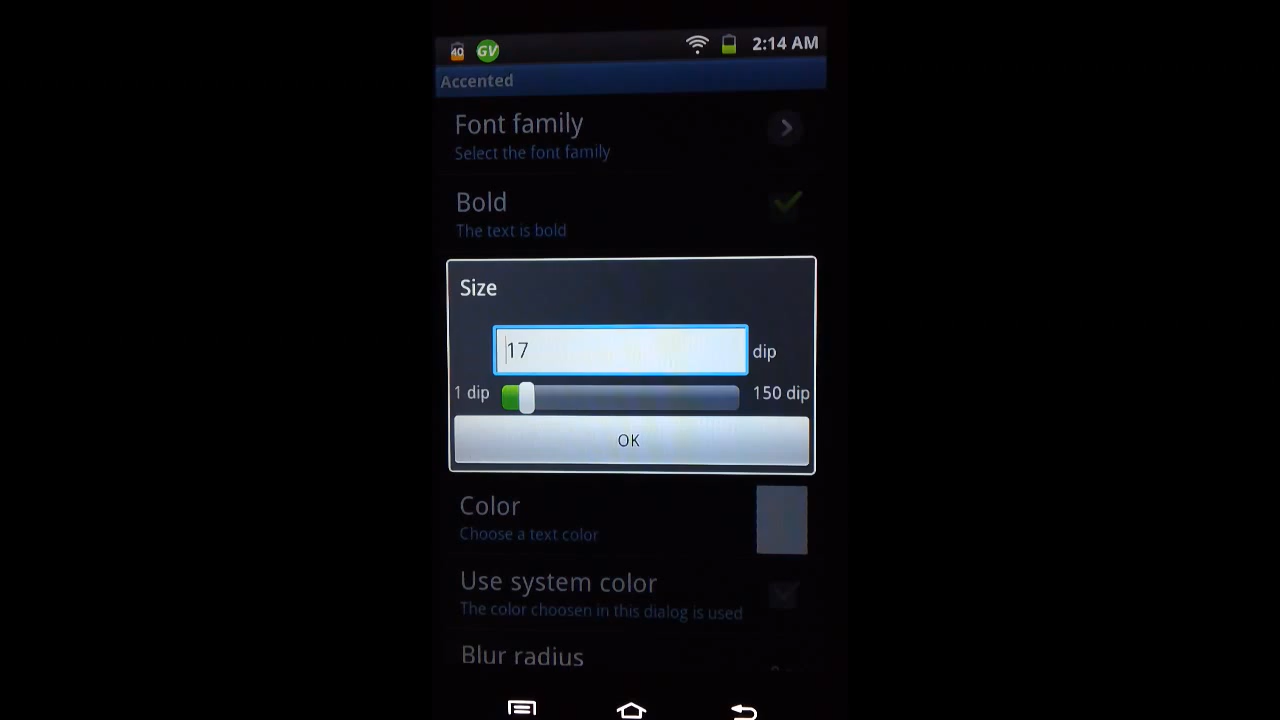 40 GV 2:14 AM
Accented
Font family
Select the font family
Bold
The text is bold
Size
17 dip
1 dip 150 dip
OK
Color
Choose a text color
Use system color
The color choosen in this dialog is used
Blur radius